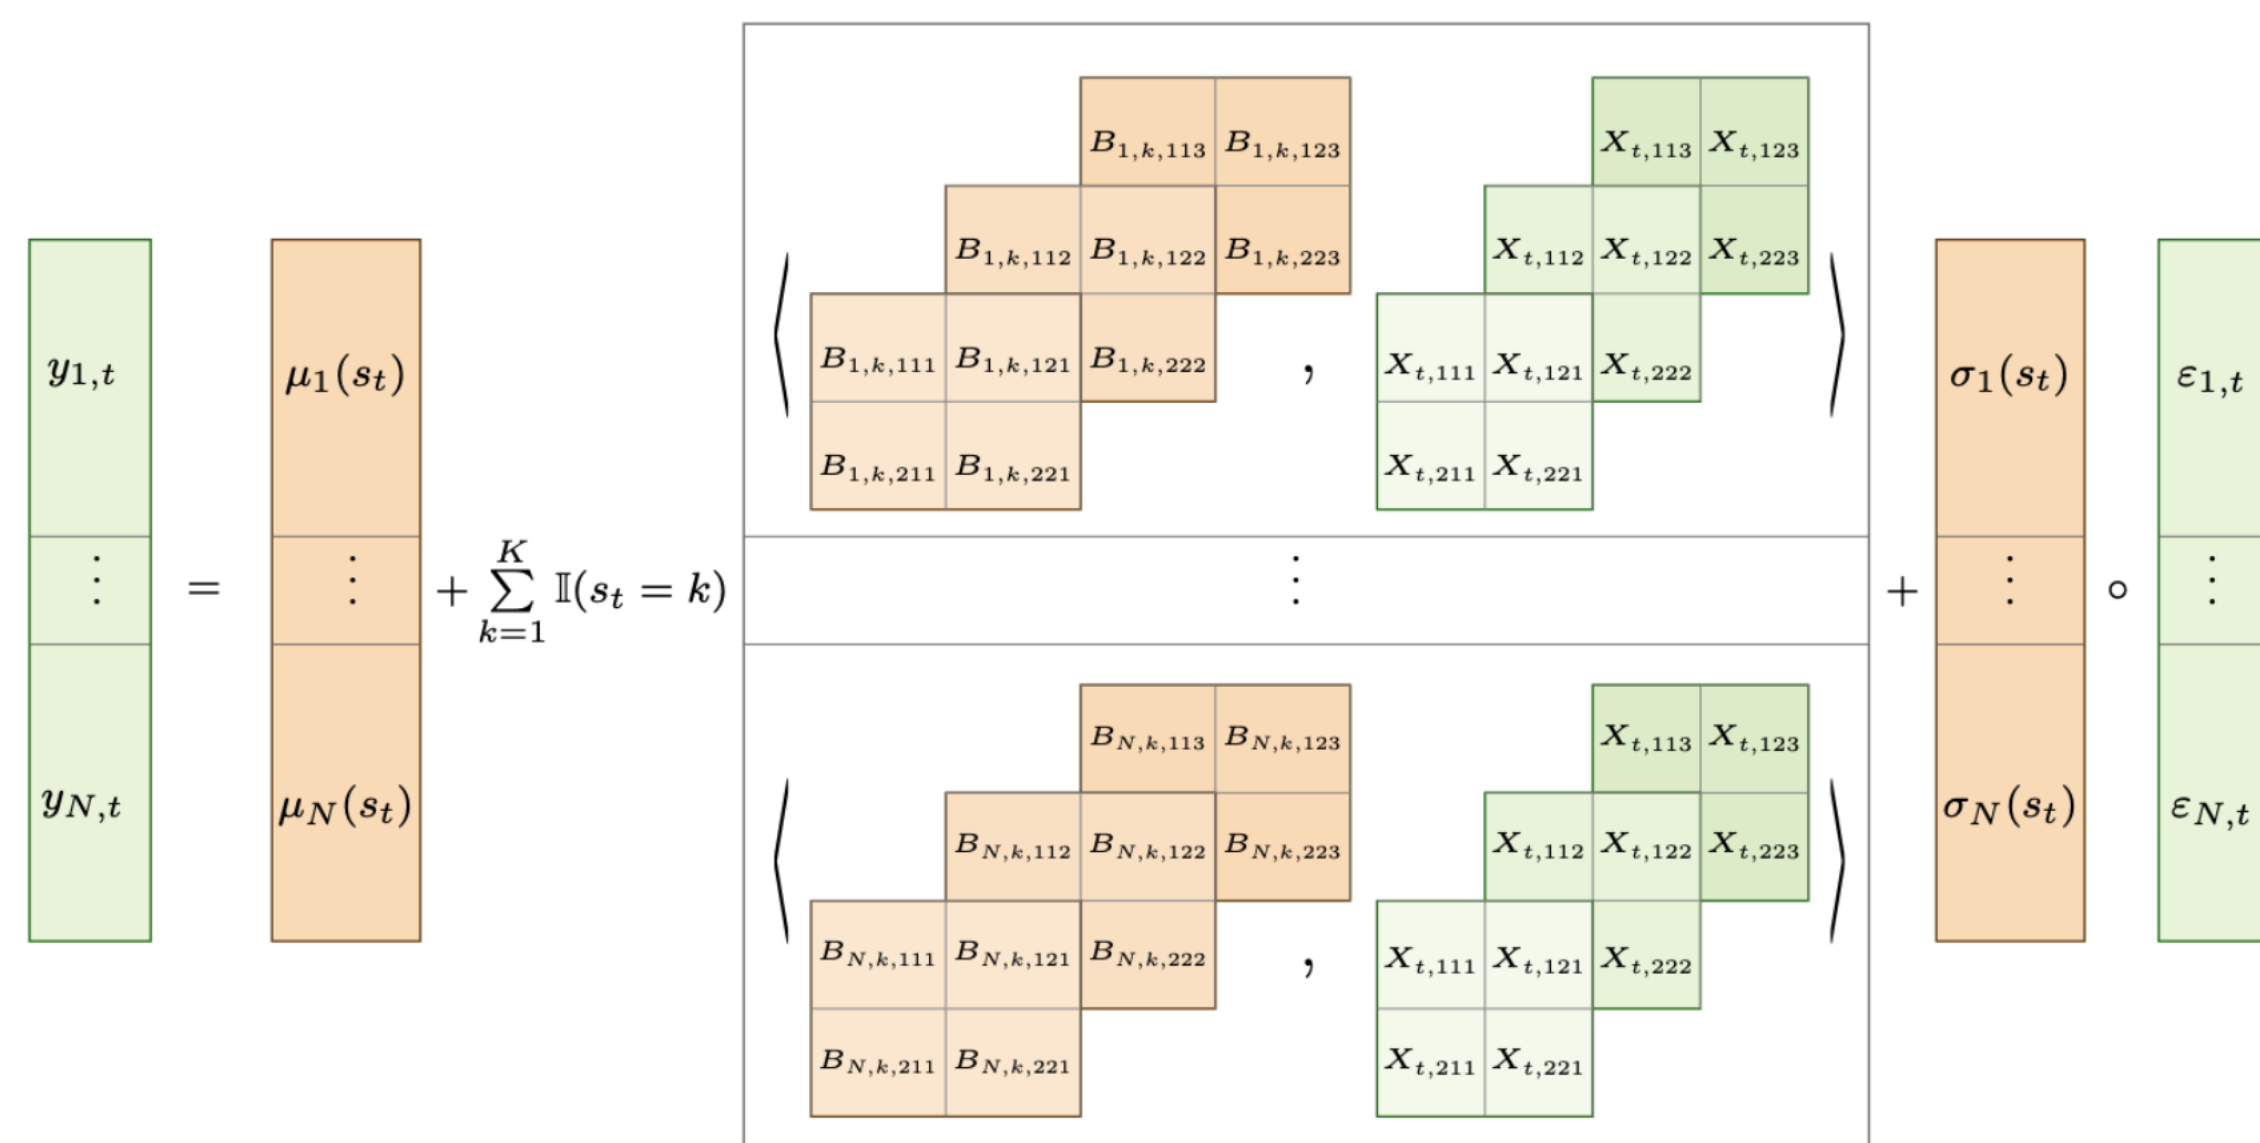 B_{1,k,113} B_{1,k,123} X_{t,113} X_{t,123}
B_{1,k,112} B_{1,k,122} B_{1,k,223} X_{t,112} X_{t,122} X_{t,223}
y_{1,t} μ_1(s_t) ⟨ B_{1,k,111} B_{1,k,121} B_{1,k,222} , X_{t,111} X_{t,121} X_{t,222} ⟩ σ_1(s_t) ε_{1,t}
B_{1,k,211} B_{1,k,221} X_{t,211} X_{t,221}
⋮ = ⋮ + \sum_{k=1}^{K} 𝕀(s_t = k) ⋮ + ⋮ ∘ ⋮
B_{N,k,113} B_{N,k,123} X_{t,113} X_{t,123}
y_{N,t} μ_N(s_t) B_{N,k,112} B_{N,k,122} B_{N,k,223} X_{t,112} X_{t,122} X_{t,223} σ_N(s_t) ε_{N,t}
⟨ B_{N,k,111} B_{N,k,121} B_{N,k,222} , X_{t,111} X_{t,121} X_{t,222} ⟩
B_{N,k,211} B_{N,k,221} X_{t,211} X_{t,221}